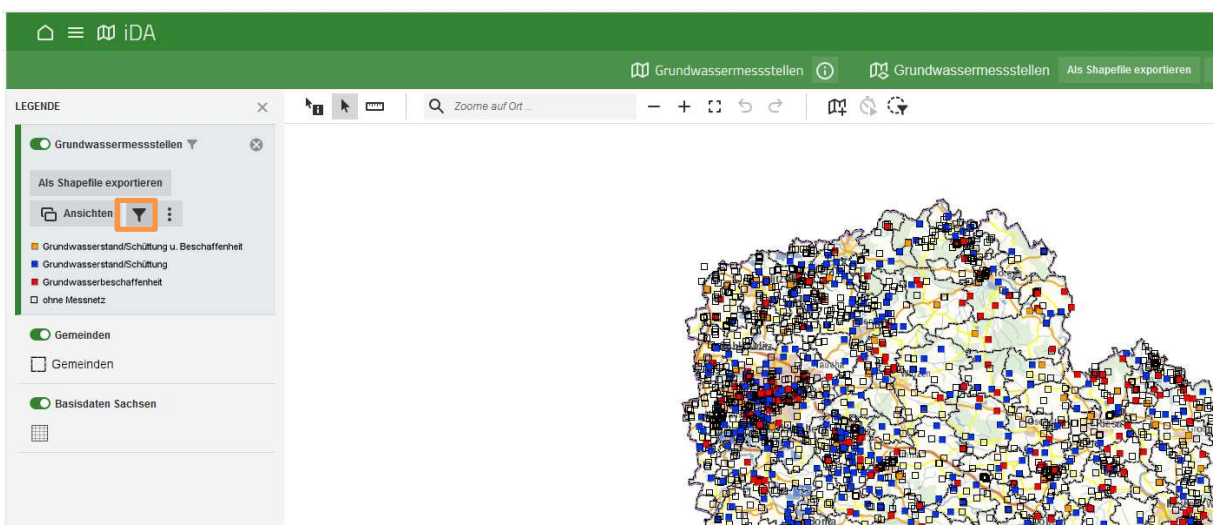 iDA
Grundwassermessstellen
Grundwassermessstellen
Als Shapefile exportieren
LEGENDE
Zoome auf Ort ...
Grundwassermessstellen
Als Shapefile exportieren
Ansichten
Grundwasserstand/Schüttung u. Beschaffenheit
Grundwasserstand/Schüttung
Grundwasserbeschaffenheit
ohne Messnetz
Gemeinden
Gemeinden
Basisdaten Sachsen